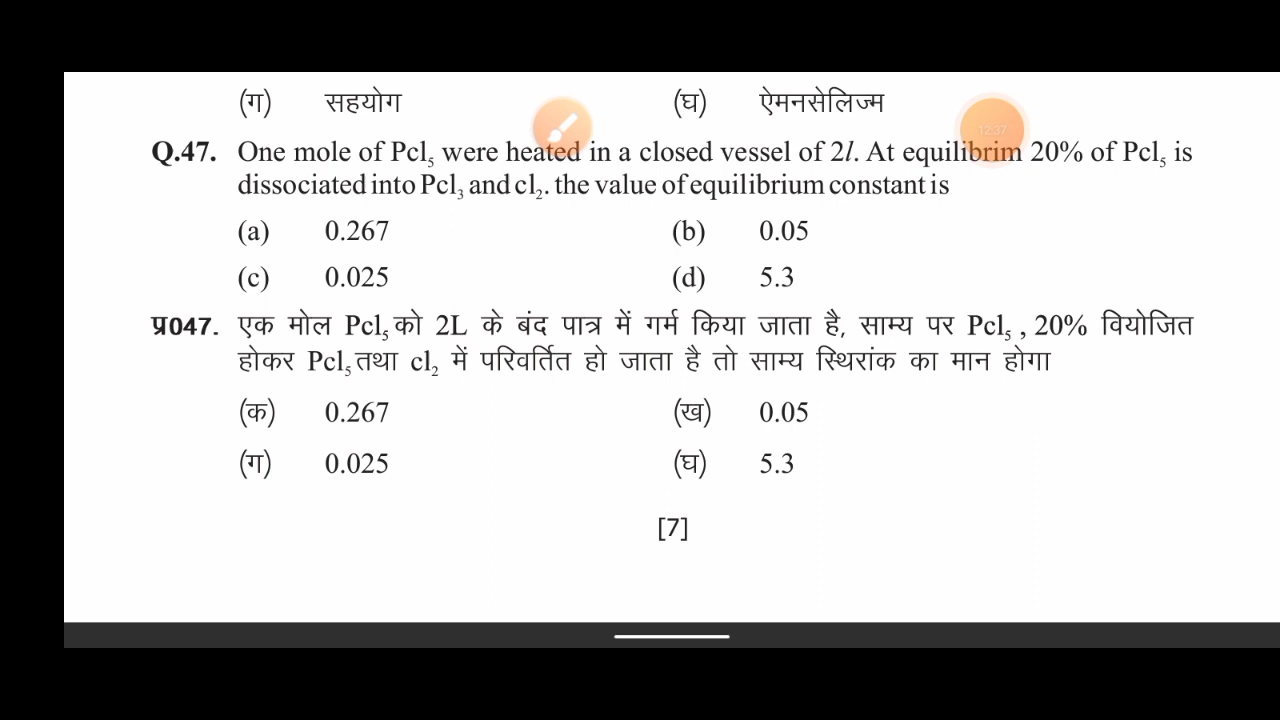 (ग) सहयोग (घ) ऐमनसेलिज्म
12:37
Q.47. One mole of Pcl₅ were heated in a closed vessel of 2l. At equilibrim 20% of Pcl₅ is
dissociated into Pcl₃ and cl₂. the value of equilibrium constant is
(a) 0.267 (b) 0.05
(c) 0.025 (d) 5.3
प्र047. एक मोल Pcl₅ को 2L के बंद पात्र में गर्म किया जाता है, साम्य पर Pcl₅ , 20% वियोजित
होकर Pcl₅ तथा cl₂ में परिवर्तित हो जाता है तो साम्य स्थिरांक का मान होगा
(क) 0.267 (ख) 0.05
(ग) 0.025 (घ) 5.3
[7]